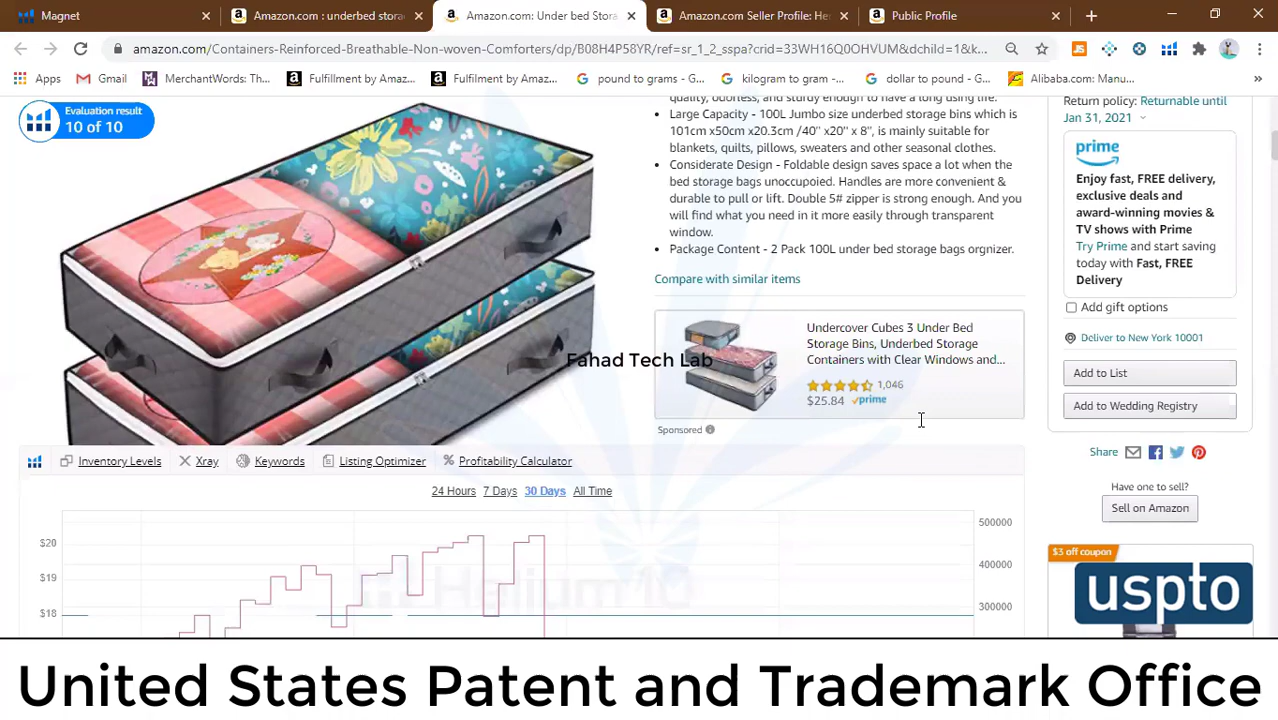 Magnet
Amazon.com : underbed stora
Amazon.com: Under bed Stora
Amazon.com Seller Profile: He
Public Profile
amazon.com/Containers-Reinforced-Breathable-Non-woven-Comforters/dp/B08H4P58YR/ref=sr_1_2_sspa?crid=33WH16Q0OHVUM&dchild=1&k...
Apps
Gmail
MerchantWords: Th...
Fulfillment by Amaz...
Fulfilment by Amaz...
pound to grams - G...
kilogram to gram -...
dollar to pound - G...
Alibaba.com: Manu...
»
Evaluation result
10 of 10
quality, odorless, and sturdy enough to have a long using life.
• Large Capacity - 100L Jumbo size underbed storage bins which is
101cm x50cm x20.3cm /40″ x20″ x 8″, is mainly suitable for
blankets, quilts, pillows, sweaters and other seasonal clothes.
• Considerate Design - Foldable design saves space a lot when the
bed storage bags unoccupoied. Handles are more convenient &
durable to pull or lift. Double 5# zipper is strong enough. And you
will find what you need in it more easily through transparent
window.
• Package Content - 2 Pack 100L under bed storage bags orgnizer.
Compare with similar items
Undercover Cubes 3 Under Bed
Storage Bins, Underbed Storage
Containers with Clear Windows and...
1,046
$25.84 prime
Sponsored
Fahad Tech Lab
Return policy: Returnable until
Jan 31, 2021
prime
Enjoy fast, FREE delivery,
exclusive deals and
award-winning movies &
TV shows with Prime
Try Prime and start saving
today with Fast, FREE
Delivery
Add gift options
Deliver to New York 10001
Add to List
Add to Wedding Registry
Share
Have one to sell?
Sell on Amazon
$3 off coupon
uspto
Inventory Levels
Xray
Keywords
Listing Optimizer
% Profitability Calculator
24 Hours 7 Days 30 Days All Time
$20
$19
$18
500000
400000
300000
Helium 10
United States Patent and Trademark Office